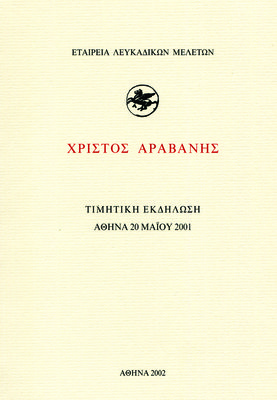 ΕΤΑΙΡΕΙΑ ΛΕΥΚΑΔΙΚΩΝ ΜΕΛΕΤΩΝ
ΧΡΙΣΤΟΣ ΑΡΑΒΑΝΗΣ
ΤΙΜΗΤΙΚΗ ΕΚΔΗΛΩΣΗ
ΑΘΗΝΑ 20 ΜΑΪΟΥ 2001
ΑΘΗΝΑ 2002